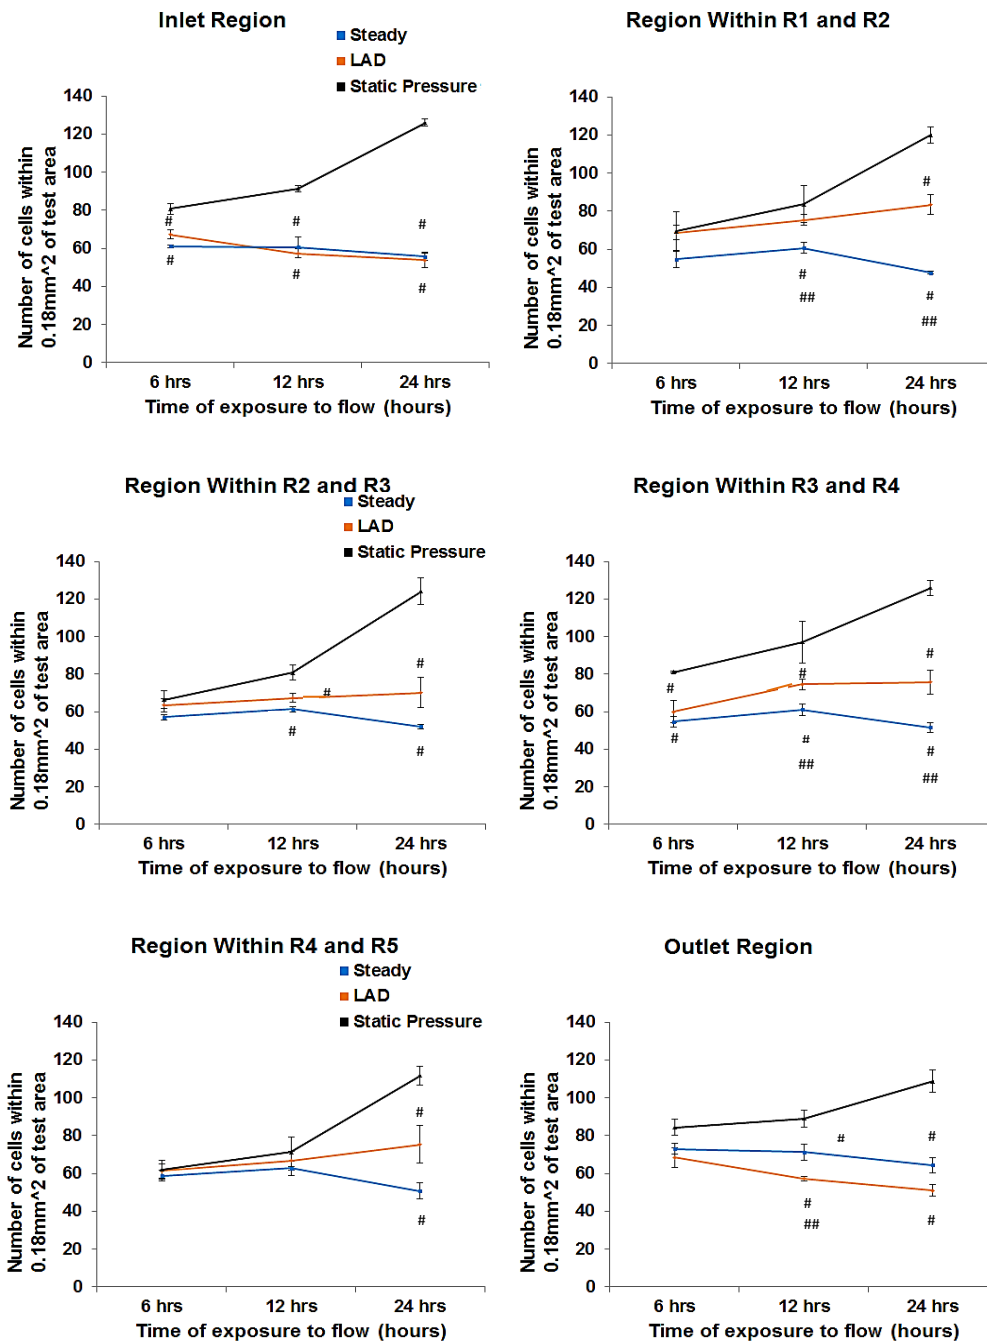 Inlet Region
Steady
LAD
Static Pressure
140
120
100
80
60
40
20
0
Number of cells within
0.18mm^2 of test area
#
#
#
#
#
#
6 hrs
12 hrs
24 hrs
Time of exposure to flow (hours)
Region Within R1 and R2
140
120
100
80
60
40
20
0
Number of cells within
0.18mm^2 of test area
#
#
##
#
##
6 hrs
12 hrs
24 hrs
Time of exposure to flow (hours)
Region Within R2 and R3
Steady
LAD
Static Pressure
140
120
100
80
60
40
20
0
Number of cells within
0.18mm^2 of test area
#
#
#
#
6 hrs
12 hrs
24 hrs
Time of exposure to flow (hours)
Region Within R3 and R4
140
120
100
80
60
40
20
0
Number of cells within
0.18mm^2 of test area
#
#
#
#
#
##
#
##
6 hrs
12 hrs
24 hrs
Time of exposure to flow (hours)
Region Within R4 and R5
Steady
LAD
Static Pressure
140
120
100
80
60
40
20
0
Number of cells within
0.18mm^2 of test area
#
#
6 hrs
12 hrs
24 hrs
Time of exposure to flow (hours)
Outlet Region
140
120
100
80
60
40
20
0
Number of cells within
0.18mm^2 of test area
#
#
#
##
#
6 hrs
12 hrs
24 hrs
Time of exposure to flow (hours)